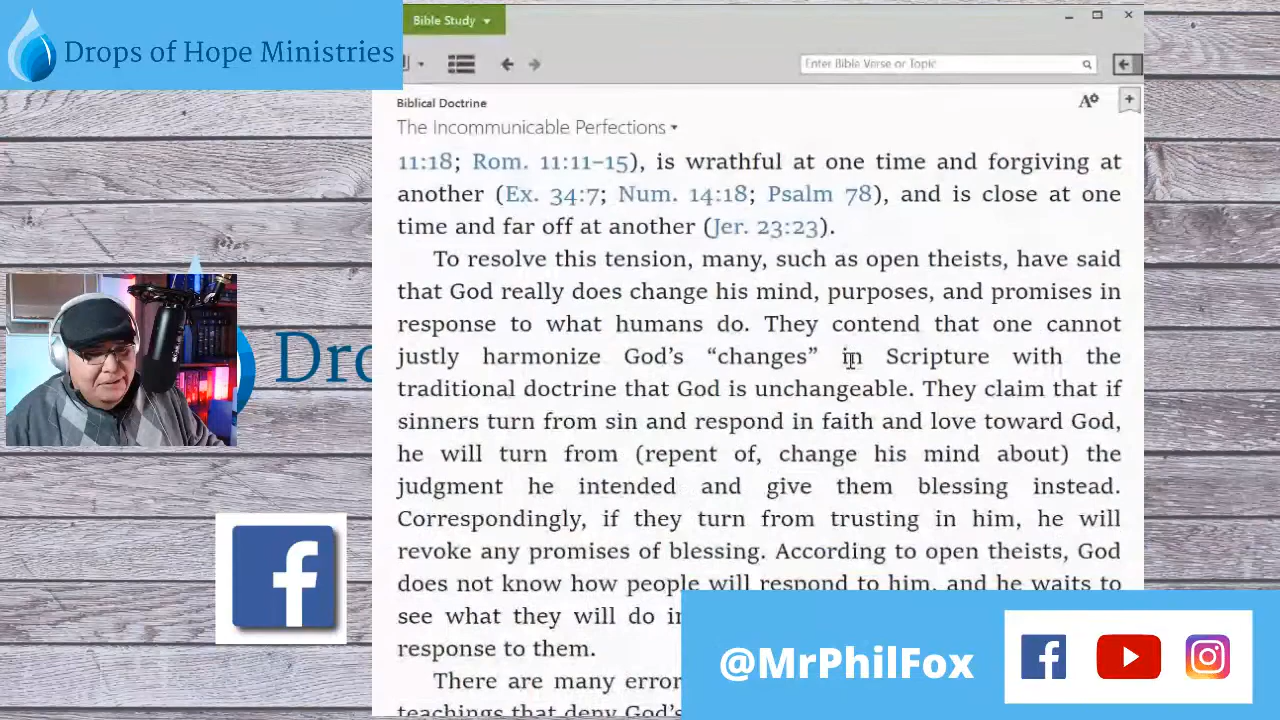 Drops of Hope Ministries
Bible Study
Enter Bible Verse or Topic
Biblical Doctrine
The Incommunicable Perfections
11:18; Rom. 11:11–15), is wrathful at one time and forgiving at
another (Ex. 34:7; Num. 14:18; Psalm 78), and is close at one
time and far off at another (Jer. 23:23).
To resolve this tension, many, such as open theists, have said
that God really does change his mind, purposes, and promises in
response to what humans do. They contend that one cannot
justly harmonize God's “changes” in Scripture with the
traditional doctrine that God is unchangeable. They claim that if
sinners turn from sin and respond in faith and love toward God,
he will turn from (repent of, change his mind about) the
judgment he intended and give them blessing instead.
Correspondingly, if they turn from trusting in him, he will
revoke any promises of blessing. According to open theists, God
does not know how people will respond to him, and he waits to
see what they will do
response to them.
There are many
teachings that deny God's
Dr
@MrPhilFox